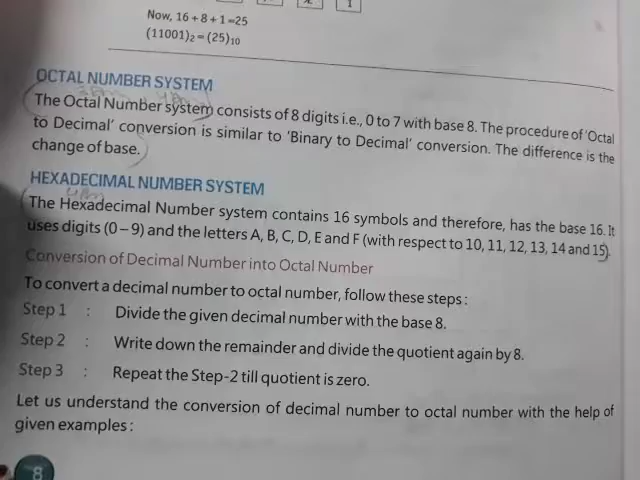 1
Now, 16+8+1=25
(11001)₂=(25)₁₀
OCTAL NUMBER SYSTEM
The Octal Number system consists of 8 digits i.e., 0 to 7 with base 8. The procedure of 'Octal
to Decimal' conversion is similar to 'Binary to Decimal' conversion. The difference is the
change of base.
HEXADECIMAL NUMBER SYSTEM
The Hexadecimal Number system contains 16 symbols and therefore, has the base 16. It
uses digits (0–9) and the letters A, B, C, D, E and F (with respect to 10, 11, 12, 13, 14 and 15).
Conversion of Decimal Number into Octal Number
To convert a decimal number to octal number, follow these steps:
Step 1 : Divide the given decimal number with the base 8.
Step 2 : Write down the remainder and divide the quotient again by 8.
Step 3 : Repeat the Step-2 till quotient is zero.
Let us understand the conversion of decimal number to octal number with the help of
given examples:
8